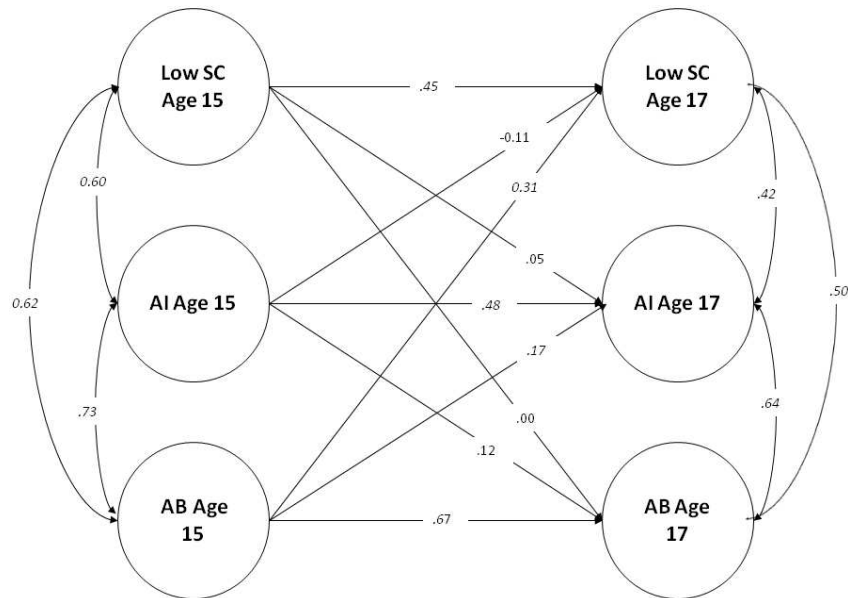 Low SC
Age 15
Low SC
Age 17
.45
-0.11
0.60
0.31
.42
.05
0.62
AI Age 15
.48
AI Age 17
.50
.17
.73
.64
.00
.12
AB Age
15
.67
AB Age
17